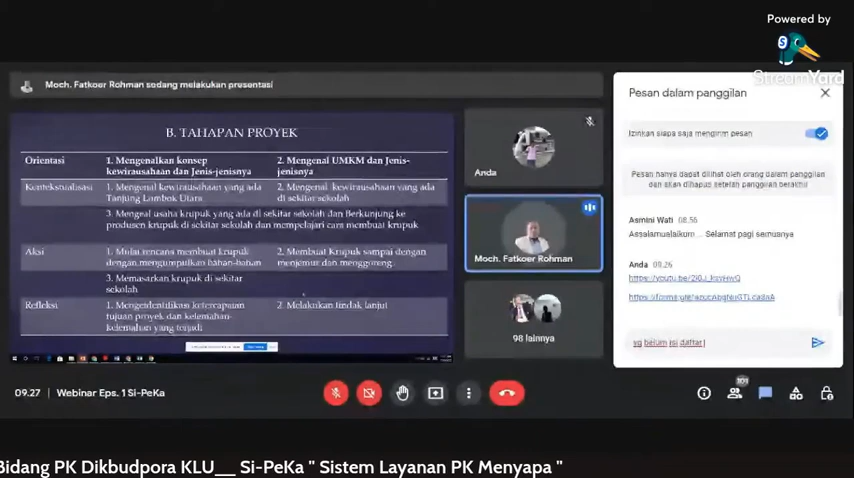 Powered by
StreamYard
Moch. Fatkoer Rohman sedang melakukan presentasi
B. TAHAPAN PROYEK
Orientasi
1. Mengenalkan konsep kewirausahaan dan Jenis-jenisnya
2. Mengenal UMKM dan Jenis-jenisnya
Kontekstualisasi
1. Mengenal kewirausahaan yang ada Tanjung Lambok Utara
2. Mengenal kewirausahaan yang ada di sekitar sekolah
3. Mengeal usaha krupuk yang ada di sekitar sekolah dan Berkunjung ke produsen krupuk di sekitar sekolah dan mempelajari cara membuat krupuk
Aksi
1. Mulai rencana membuat krupuk dengan mengumpulkan bahan-bahan
2. Membuat Krupuk sampai dengan menjemur dan menggoreng.
3. Memasarkan krupuk di sekitar sekolah
Refleksi
1. Mengidentifikasi ketercapaian tujuan proyek dan kelemahan-kelemahan yang terjadi
2. Melakukan tindak lanjut
Anda
Moch. Fatkoer Rohman
98 lainnya
Pesan dalam panggilan
Izinkan siapa saja mengirim pesan
Pesan hanya dapat dilihat oleh orang dalam panggilan
dan akan dihapus setelah panggilan berakhir
Asmini Wati 08.56
Assalamualaikum ... Selamat pagi semuanya
Anda 09.26
yg belum isi daftar
09.27
Webinar Eps. 1 Si-PeKa
101
Bidang PK Dikbudpora KLU__ Si-PeKa " Sistem Layanan PK Menyapa "